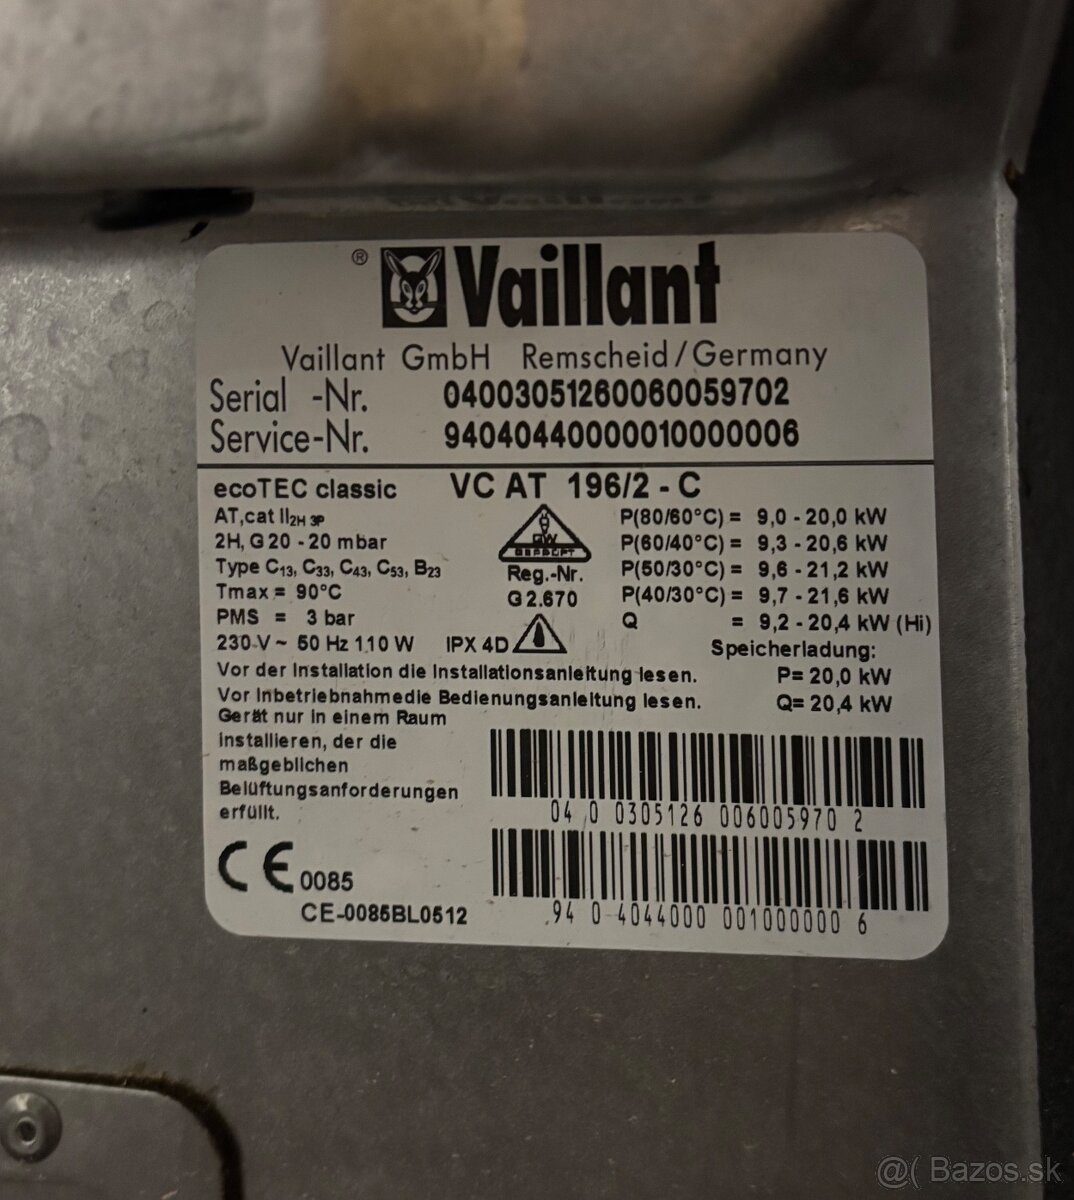 ® Vaillant
Vaillant GmbH Remscheid/Germany
Serial -Nr. 04003051260060059702
Service-Nr. 94040440000010000006
ecoTEC classic VC AT 196/2 - C
AT,cat II2H 3P
2H, G 20 - 20 mbar
Type C13, C33, C43, C53, B23
Tmax = 90°C
PMS = 3 bar
230 V ~ 50 Hz 110 W IPX 4D
ÖVGW
GEPRÜFT
Reg.-Nr.
G 2.670
P(80/60°C) = 9,0 - 20,0 kW
P(60/40°C) = 9,3 - 20,6 kW
P(50/30°C) = 9,6 - 21,2 kW
P(40/30°C) = 9,7 - 21,6 kW
Q = 9,2 - 20,4 kW (Hi)
Speicherladung:
P= 20,0 kW
Q= 20,4 kW
Vor der Installation die Installationsanleitung lesen.
Vor Inbetriebnahmedie Bedienungsanleitung lesen.
Gerät nur in einem Raum
installieren, der die
maßgeblichen
Belüftungsanforderungen
erfüllt.
04 0 0305126 006005970 2
94 0 4044000 001000000 6
CE 0085
CE-0085BL0512
@( Bazos.sk